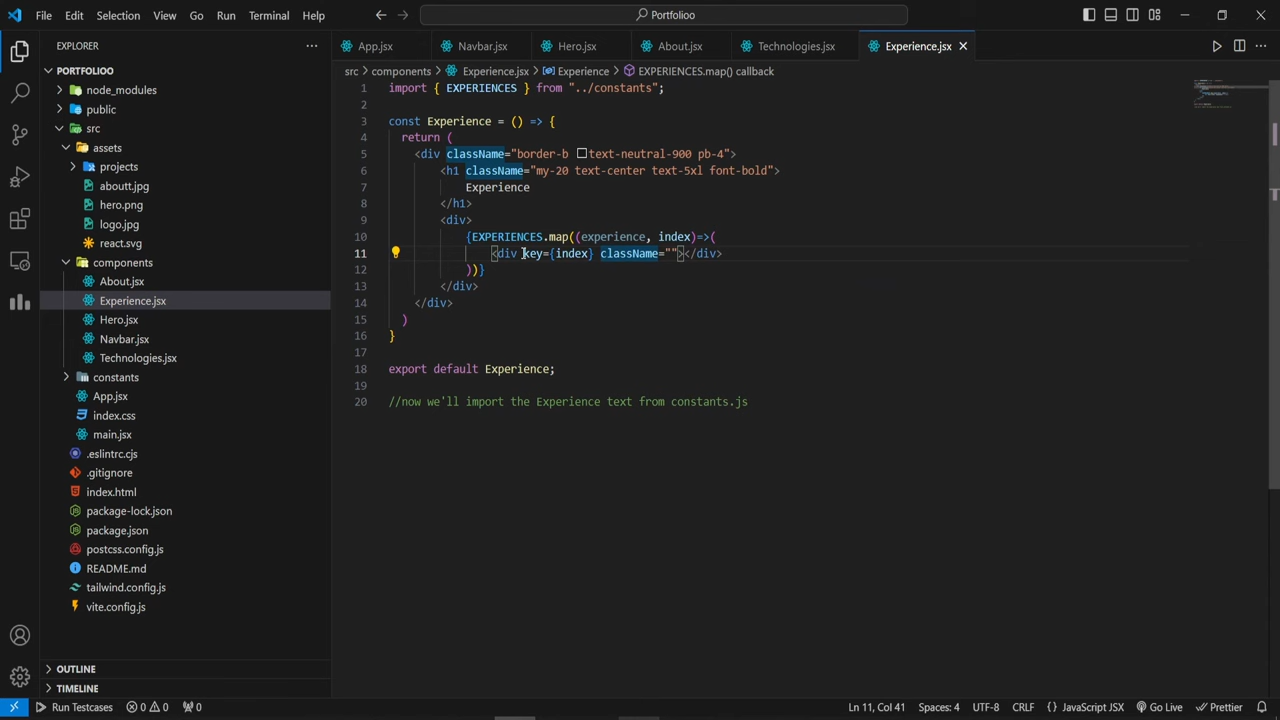 File Edit Selection View Go Run Terminal Help
Portfolioo
EXPLORER
PORTFOLIOO
node_modules
public
src
assets
projects
aboutt.jpg
hero.png
logo.jpg
react.svg
components
About.jsx
Experience.jsx
Hero.jsx
Navbar.jsx
Technologies.jsx
constants
App.jsx
index.css
main.jsx
.eslintrc.cjs
.gitignore
index.html
package-lock.json
package.json
postcss.config.js
README.md
tailwind.config.js
vite.config.js
OUTLINE
TIMELINE
App.jsx Navbar.jsx Hero.jsx About.jsx Technologies.jsx Experience.jsx
src > components > Experience.jsx > Experience > EXPERIENCES.map() callback
1 import { EXPERIENCES } from "../constants";
2
3 const Experience = () => {
4 return (
5 <div className="border-b text-neutral-900 pb-4">
6 <h1 className="my-20 text-center text-5xl font-bold">
7 Experience
8 </h1>
9 <div>
10 {EXPERIENCES.map((experience, index)=>(
11 <div key={index} className=""></div>
12 ))}
13 </div>
14 </div>
15 )
16 }
17
18 export default Experience;
19
20 //now we'll import the Experience text from constants.js
Run Testcases 0 0 0 Ln 11, Col 41 Spaces: 4 UTF-8 CRLF {} JavaScript JSX Go Live Prettier